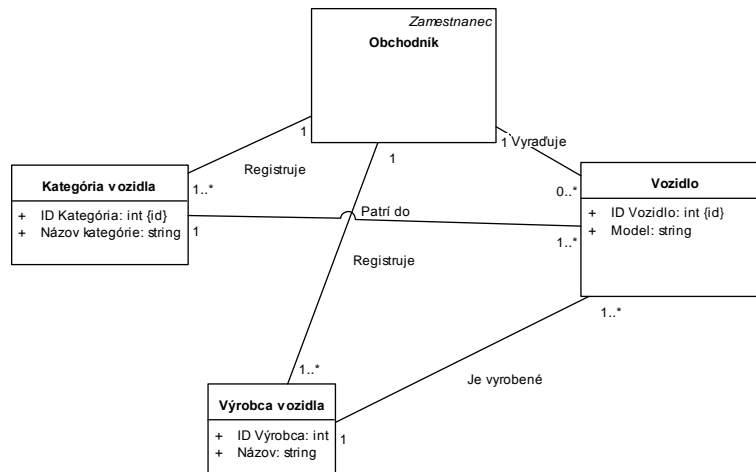 Zamestnanec
Obchodník
1
1
1 Vyraďuje
Registruje
Kategória vozidla
1..*
+ ID Kategória: int {id}
+ Názov kategórie: string
1
Patrí do
0..*
Vozidlo
+ ID Vozidlo: int {id}
+ Model: string
1..*
Registruje
1..*
1..*
Je vyrobené
Výrobca vozidla
+ ID Výrobca: int
+ Názov: string
1